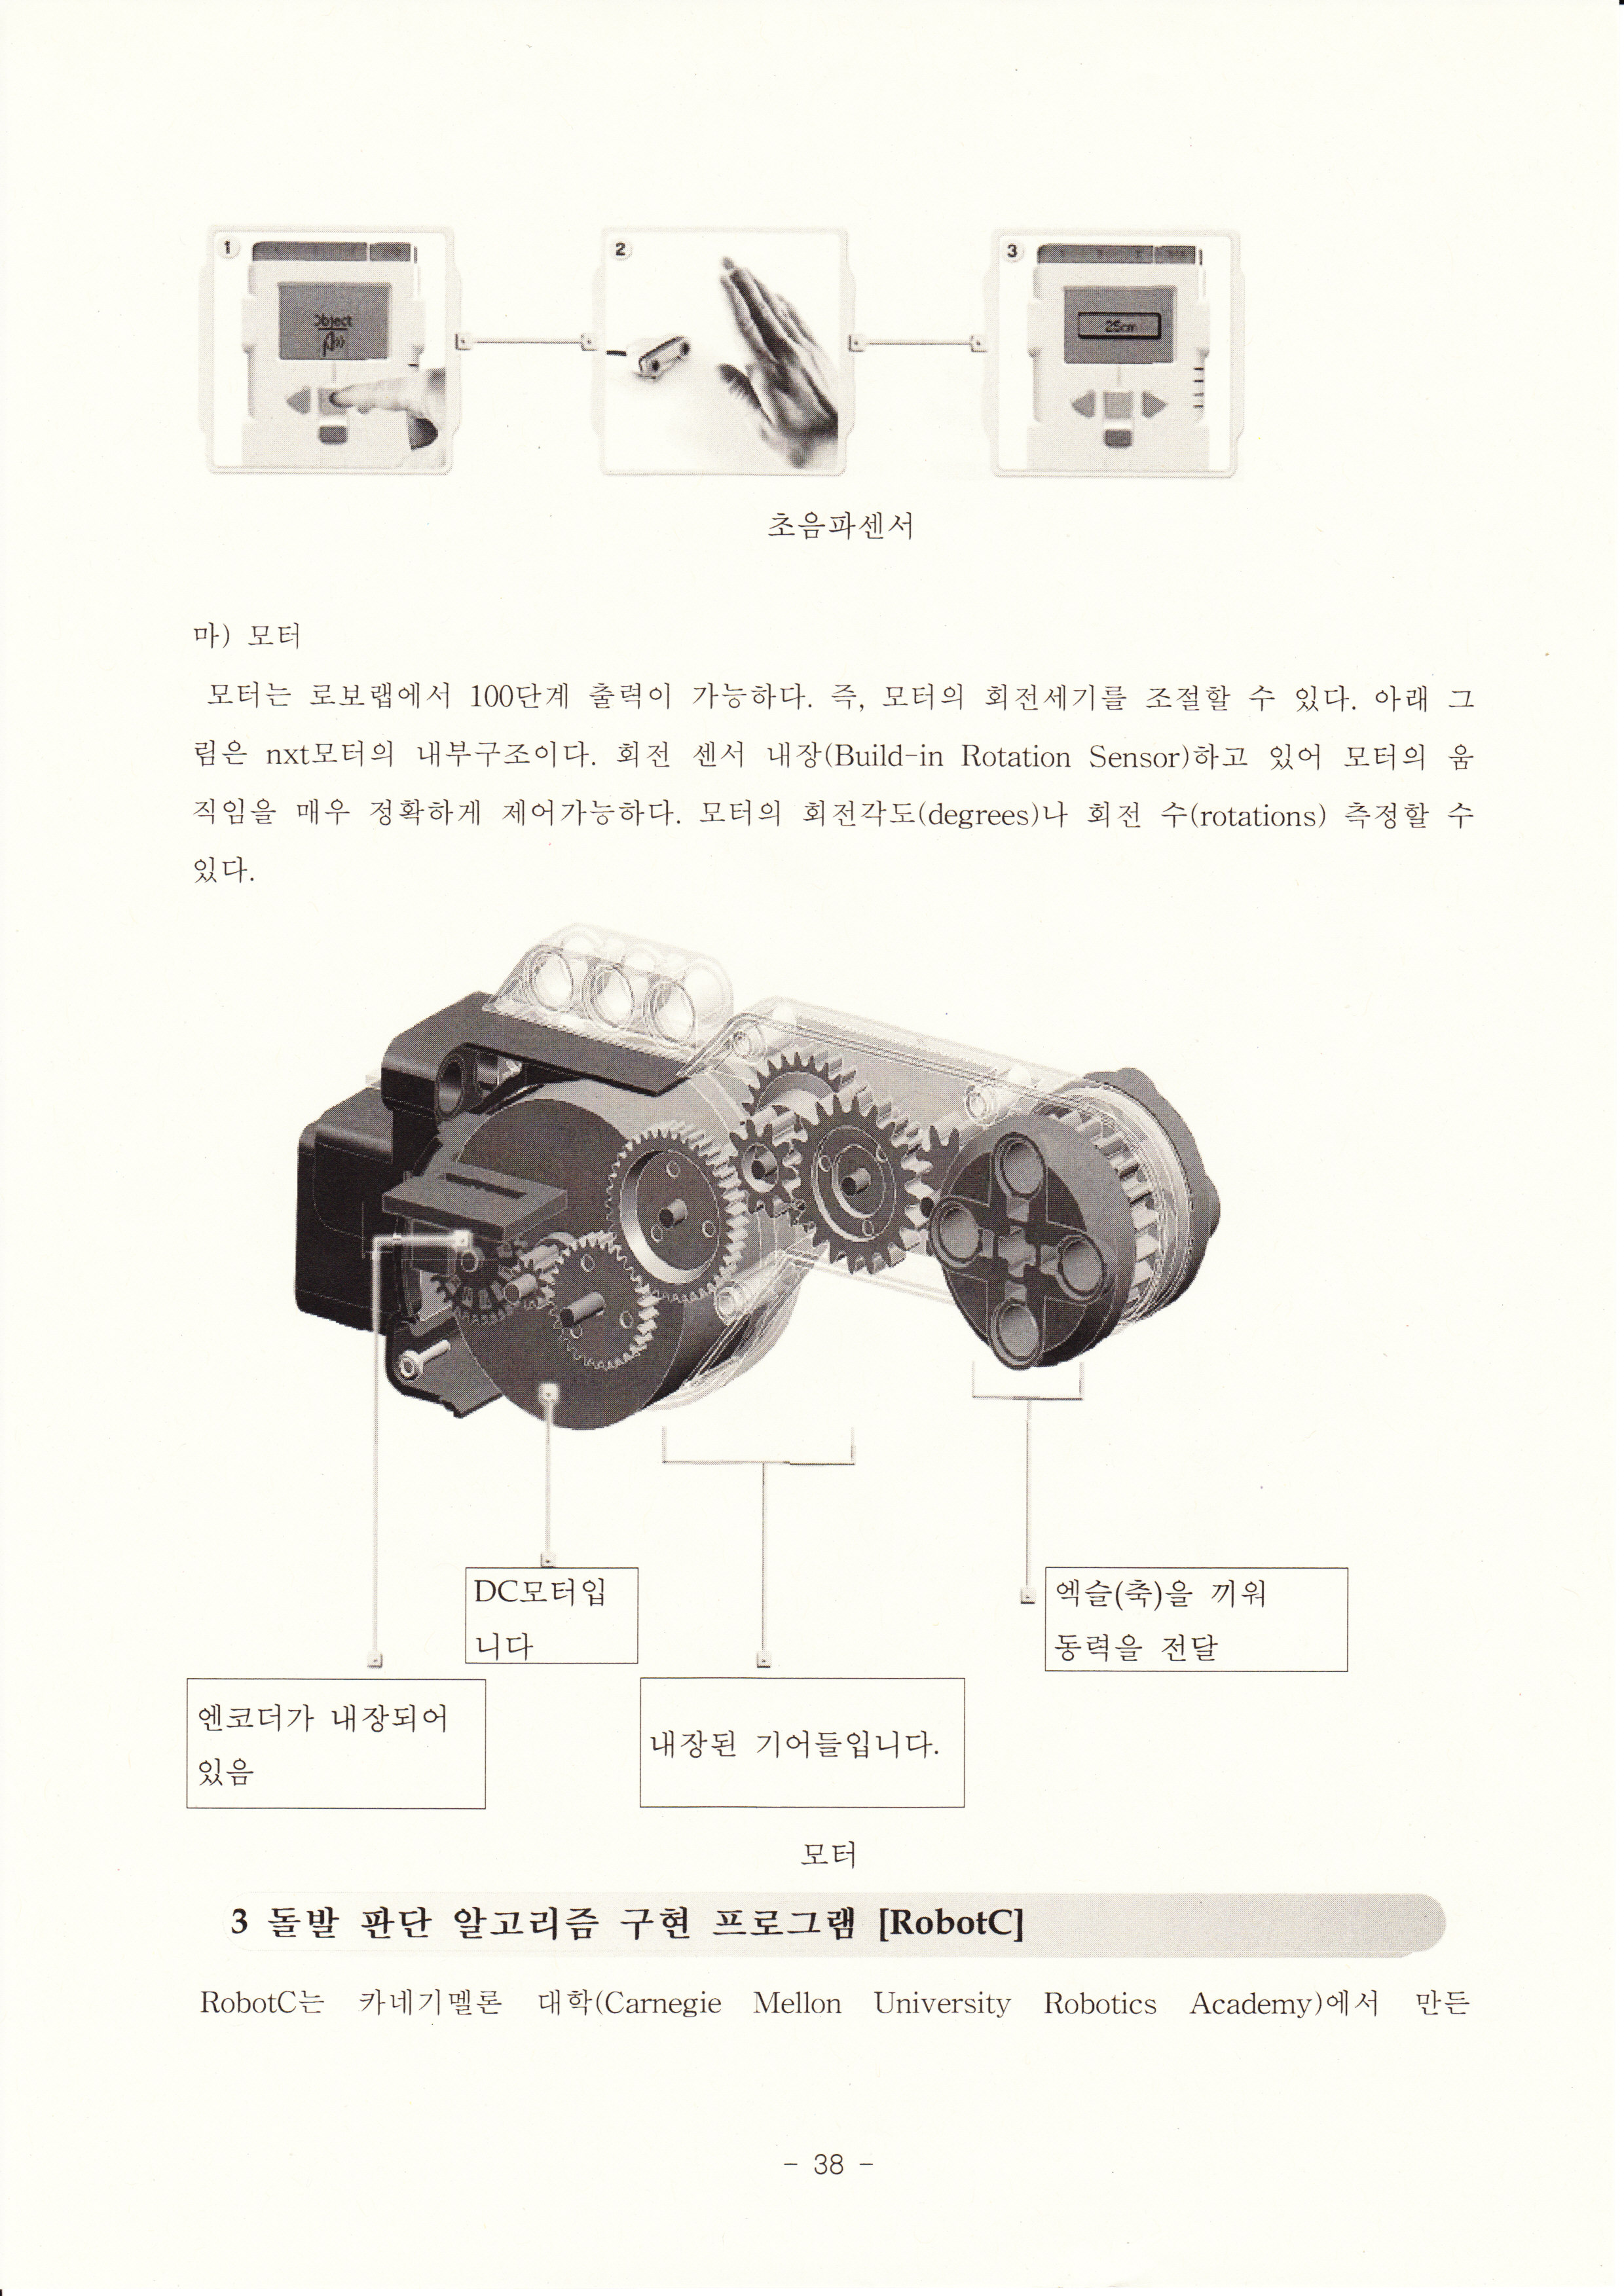 1
2
3
Object
25cm
초음파센서
마) 모터
모터는 로보랩에서 100단계 출력이 가능하다. 즉, 모터의 회전세기를 조절할 수 있다. 아래 그
림은 nxt모터의 내부구조이다. 회전 센서 내장(Build-in Rotation Sensor)하고 있어 모터의 움
직임을 매우 정확하게 제어가능하다. 모터의 회전각도(degrees)나 회전 수(rotations) 측정할 수
있다.
DC모터입
니다
엑슬(축)을 끼워
동력을 전달
엔코더가 내장되어
있음
내장된 기어들입니다.
모터
3 돌발 판단 알고리즘 구현 프로그램 [RobotC]
RobotC는 카네기멜론 대학(Carnegie Mellon University Robotics Academy)에서 만든
- 38 -